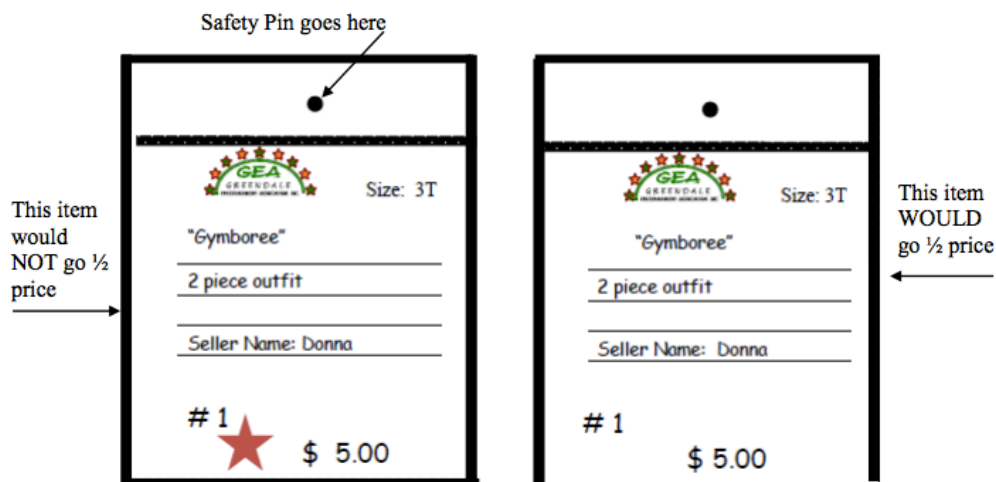 Safety Pin goes here
This item
would
NOT go ½
price
GEA
GREENDALE
Size: 3T
"Gymboree"
2 piece outfit
Seller Name: Donna
# 1
$ 5.00
GEA
GREENDALE
Size: 3T
"Gymboree"
2 piece outfit
Seller Name: Donna
# 1
$ 5.00
This item
WOULD
go ½ price